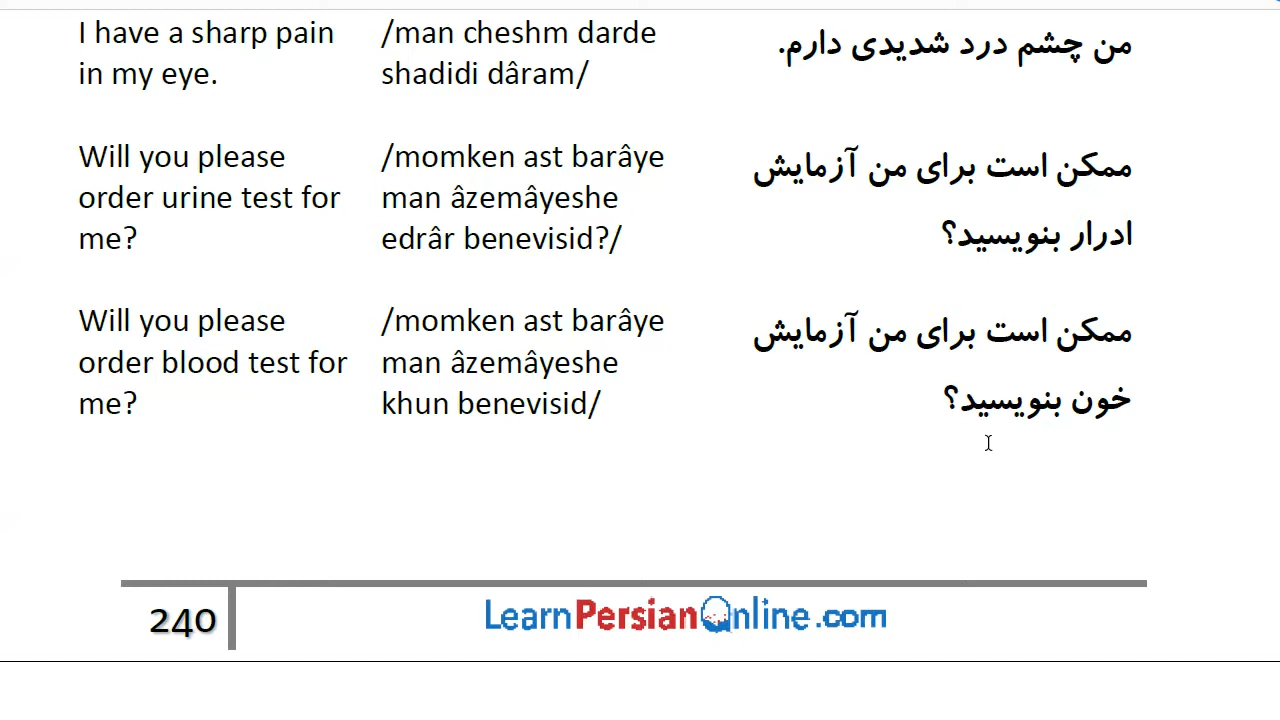 I have a sharp pain
in my eye.
/man cheshm darde
shadidi dâram/
من چشم درد شدیدی دارم.
Will you please
order urine test for
me?
/momken ast barâye
man âzemâyeshe
edrâr benevisid?/
ممکن است برای من آزمایش
ادرار بنویسید؟
Will you please
order blood test for
me?
/momken ast barâye
man âzemâyeshe
khun benevisid/
ممکن است برای من آزمایش
خون بنویسید؟
240
LearnPersianOnline.com